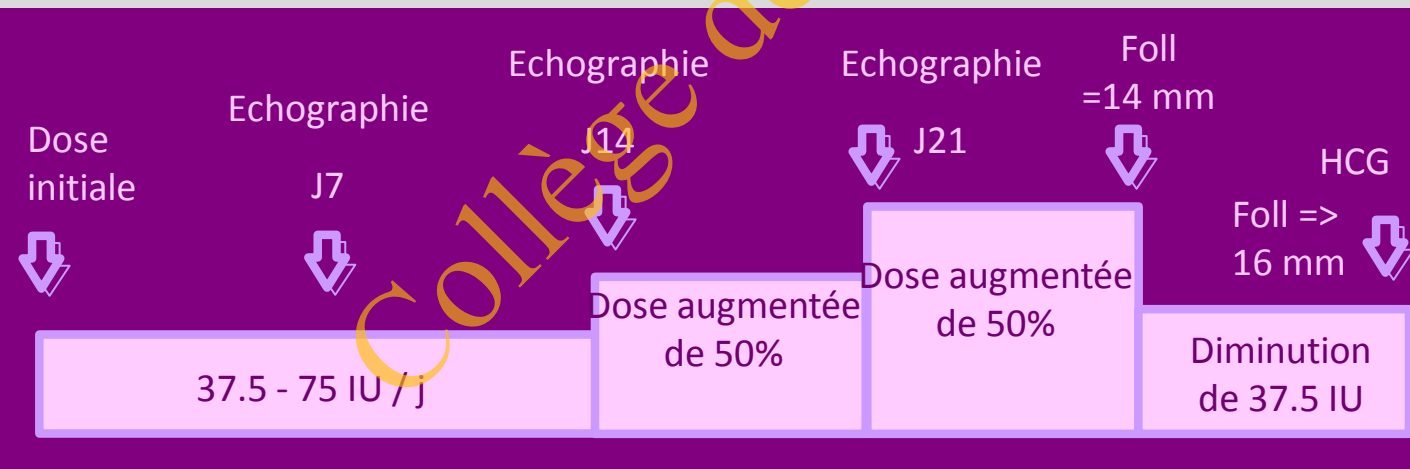 Dose
initiale
Echographie
J7
Echographie
J14
Echographie
J21
Foll
=14 mm
HCG
Foll =>
16 mm
37.5 - 75 IU / j
Dose augmentée
de 50%
Dose augmentée
de 50%
Diminution
de 37.5 IU
Collège de